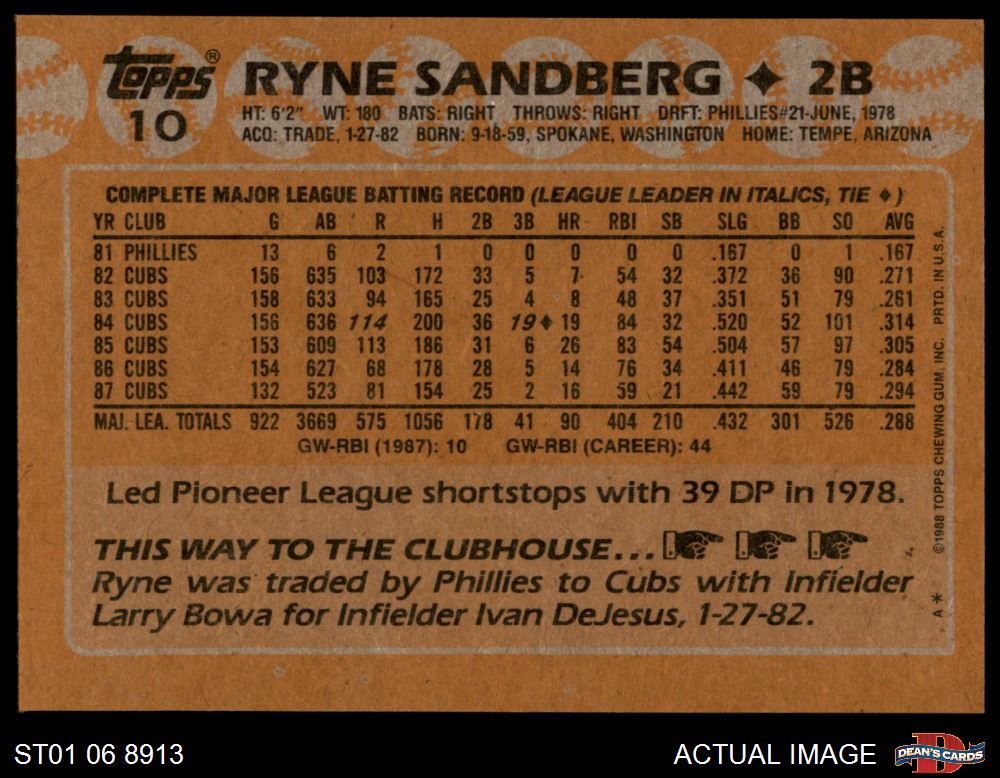 Topps®
10
RYNE SANDBERG ♦ 2B
HT: 6'2" WT: 180 BATS: RIGHT THROWS: RIGHT DRFT: PHILLIES#21-JUNE, 1978
ACQ: TRADE, 1-27-82 BORN: 9-18-59, SPOKANE, WASHINGTON HOME: TEMPE, ARIZONA
COMPLETE MAJOR LEAGUE BATTING RECORD (LEAGUE LEADER IN ITALICS, TIE ♦)
YR CLUB G AB R H 2B 3B HR RBI SB SLG BB SO AVG
81 PHILLIES 13 6 2 1 0 0 0 0 0 .167 0 1 .167
82 CUBS 156 635 103 172 33 5 7 54 32 .372 36 90 .271
83 CUBS 158 633 94 165 25 4 8 48 37 .351 51 79 .261
84 CUBS 156 636 114 200 36 19♦ 19 84 32 .520 52 101 .314
85 CUBS 153 609 113 186 31 6 26 83 54 .504 57 97 .305
86 CUBS 154 627 68 178 28 5 14 76 34 .411 46 79 .284
87 CUBS 132 523 81 154 25 2 16 59 21 .442 59 79 .294
MAJ. LEA. TOTALS 922 3669 575 1056 178 41 90 404 210 .432 301 526 .288
GW-RBI (1987): 10 GW-RBI (CAREER): 44
Led Pioneer League shortstops with 39 DP in 1978.
THIS WAY TO THE CLUBHOUSE...
Ryne was traded by Phillies to Cubs with Infielder
Larry Bowa for Infielder Ivan DeJesus, 1-27-82.
A* ©1988 TOPPS CHEWING GUM, INC. PRTD. IN U.S.A.
ST01 06 8913
ACTUAL IMAGE
DEAN'S CARDS